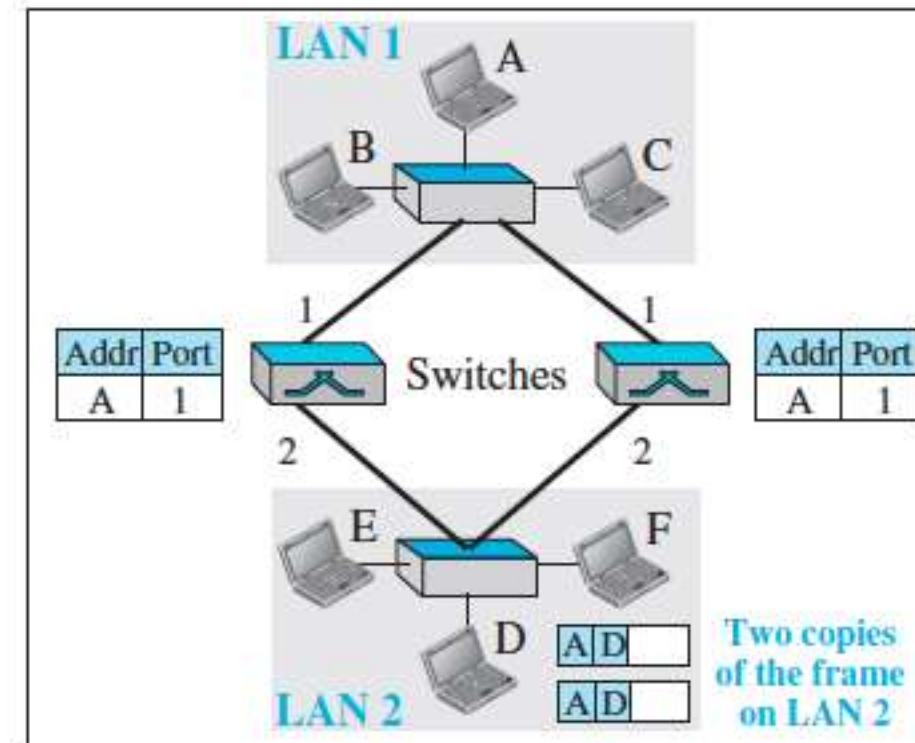 LAN 1
A
B
C
1
1
Addr Port
A 1
Switches
Addr Port
A 1
2
2
E
F
D
A D
A D
Two copies
of the frame
on LAN 2
LAN 2